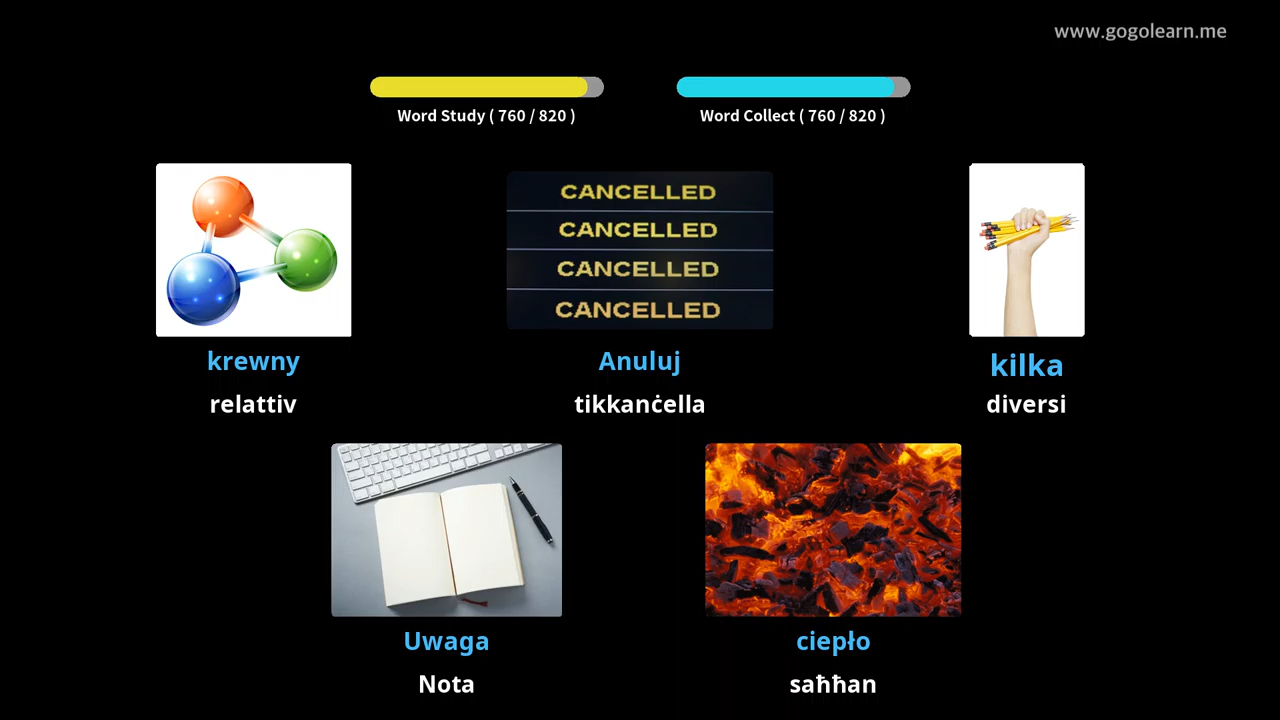 www.gogolearn.me
Word Study ( 760 / 820 )
Word Collect ( 760 / 820 )
CANCELLED
CANCELLED
CANCELLED
CANCELLED
krewny
Anuluj
kilka
relattiv
tikkanċella
diversi
Uwaga
ciepło
Nota
saħħan